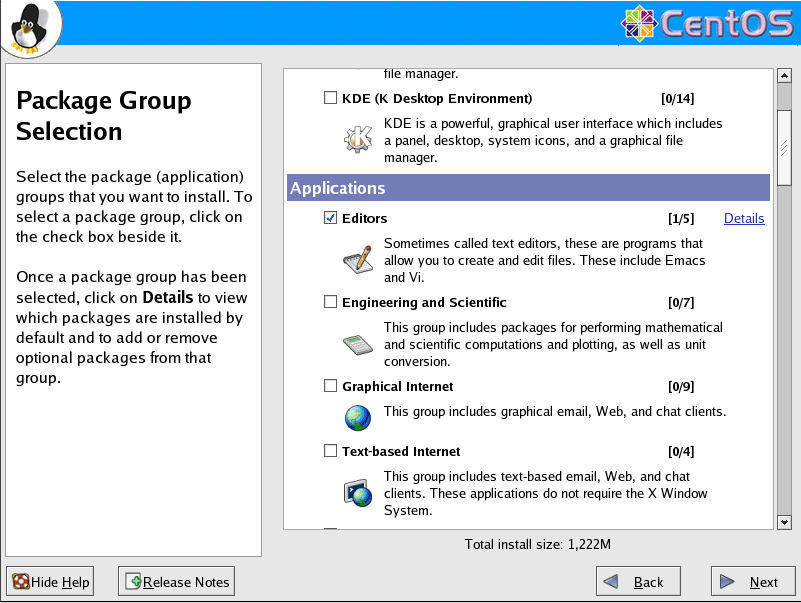 CentOS
Package Group
Selection
Select the package (application)
groups that you want to install. To
select a package group, click on
the check box beside it.
Once a package group has been
selected, click on Details to view
which packages are installed by
default and to add or remove
optional packages from that
group.
file manager.
KDE (K Desktop Environment) [0/14]
KDE is a powerful, graphical user interface which includes
a panel, desktop, system icons, and a graphical file
manager.
Applications
Editors [1/5] Details
Sometimes called text editors, these are programs that
allow you to create and edit files. These include Emacs
and Vi.
Engineering and Scientific [0/7]
This group includes packages for performing mathematical
and scientific computations and plotting, as well as unit
conversion.
Graphical Internet [0/9]
This group includes graphical email, Web, and chat clients.
Text-based Internet [0/4]
This group includes text-based email, Web, and chat
clients. These applications do not require the X Window
System.
Total install size: 1,222M
Hide Help Release Notes Back Next